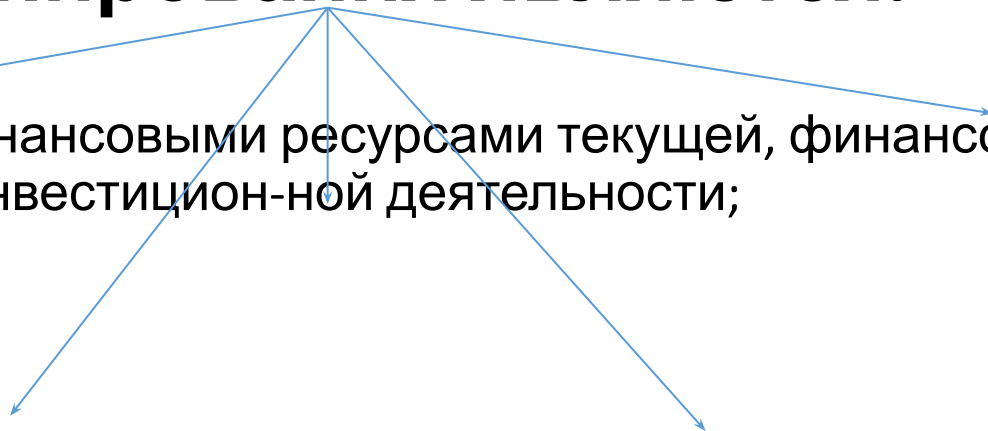 нансовыми ресурсами текущей, финансо
нвестицион-ной деятельности;